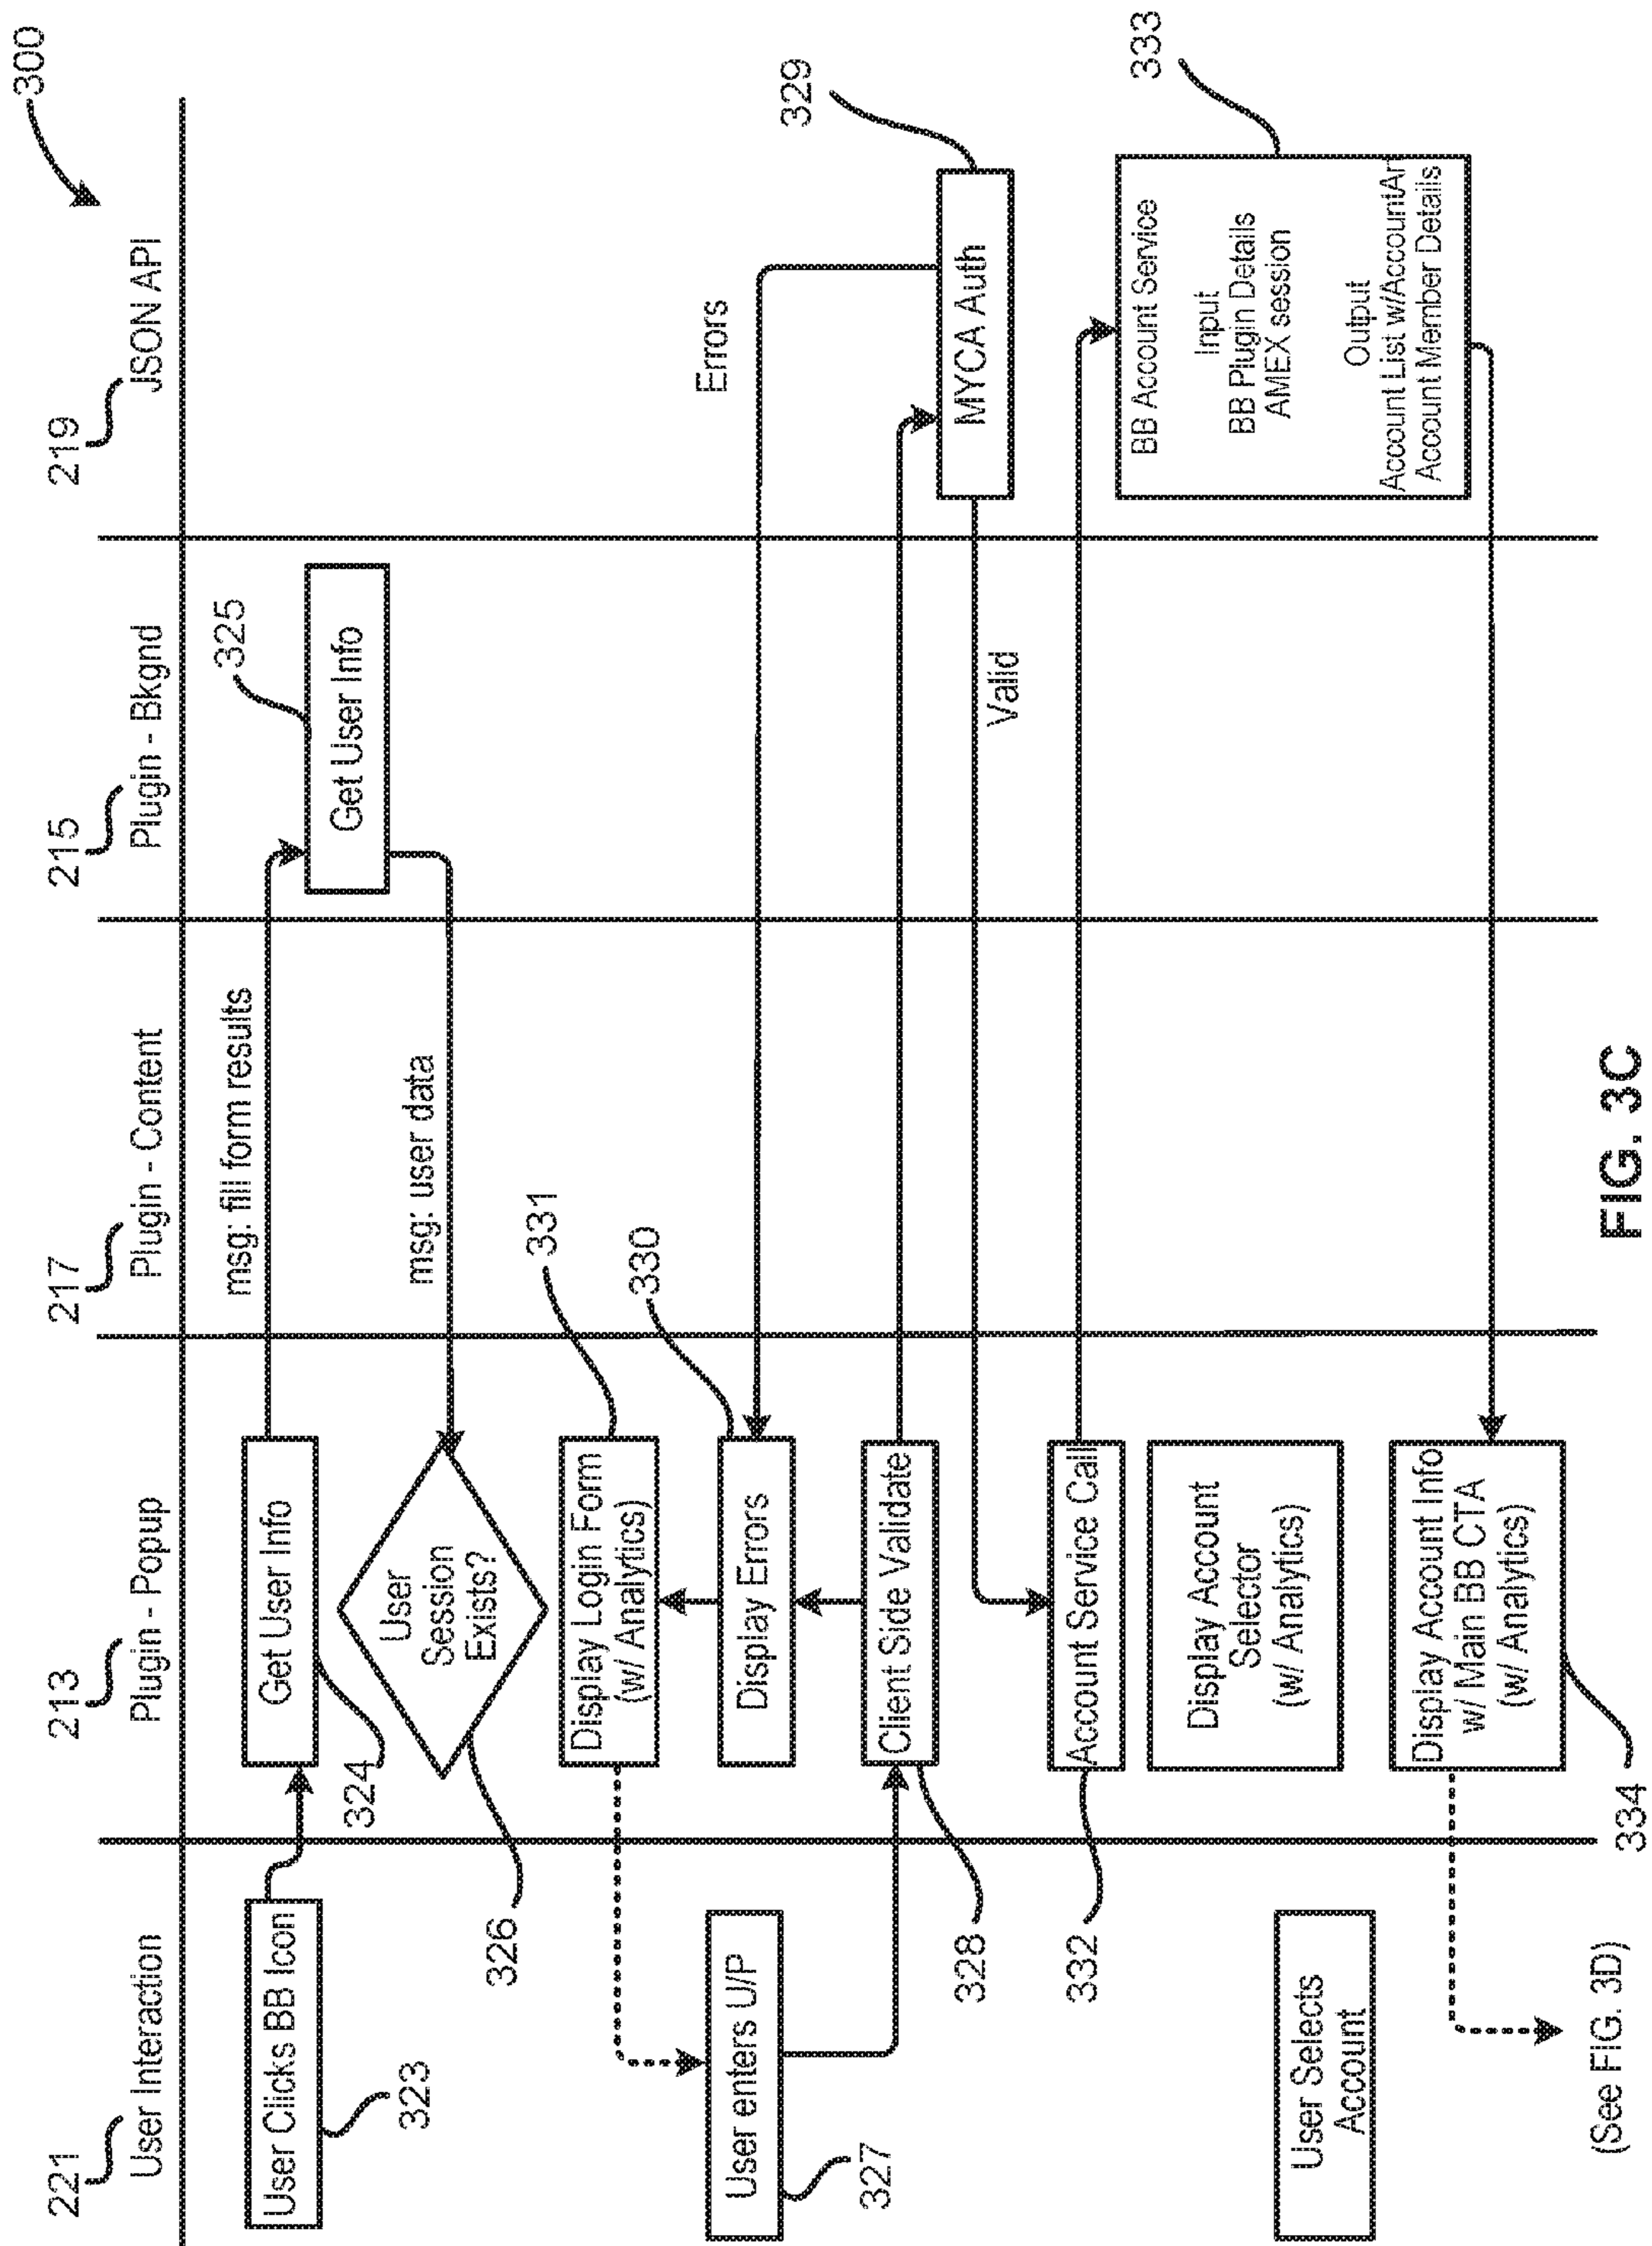 300
221
User Interaction
213
Plugin - Popup
217
Plugin - Content
215
Plugin - Bkgnd
219
JSON API
User Clicks BB Icon
323
Get User Info
324
msg: fill form results
Get User Info
325
msg: user data
User
Session
Exists?
326
Display Login Form
(w/ Analytics)
331
User enters U/P
327
Display Errors
330
Errors
Client Side Validate
328
MYCA Auth
329
Valid
Account Service Call
332
BB Account Service
Input
BB Plugin Details
AMEX session
Output
Account List w/AccountAr
Account Member Details
333
Display Account
Selector
(w/ Analytics)
User Selects
Account
Display Account Info
w/ Main BB CTA
(w/ Analytics)
334
(See FIG. 3D)
FIG. 3C